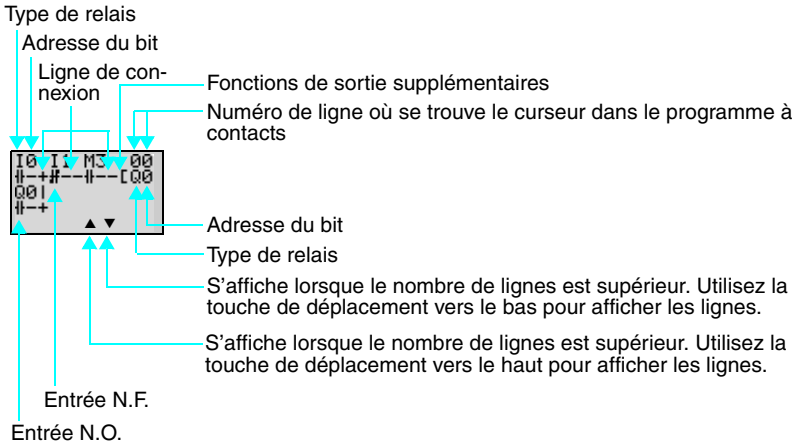 Type de relais
Adresse du bit
Ligne de con-
nexion
Fonctions de sortie supplémentaires
Numéro de ligne où se trouve le curseur dans le programme à
contacts
I0 I1 M3 00
[Q0
Q0
Adresse du bit
Type de relais
S'affiche lorsque le nombre de lignes est supérieur. Utilisez la
touche de déplacement vers le bas pour afficher les lignes.
S'affiche lorsque le nombre de lignes est supérieur. Utilisez la
touche de déplacement vers le haut pour afficher les lignes.
Entrée N.F.
Entrée N.O.